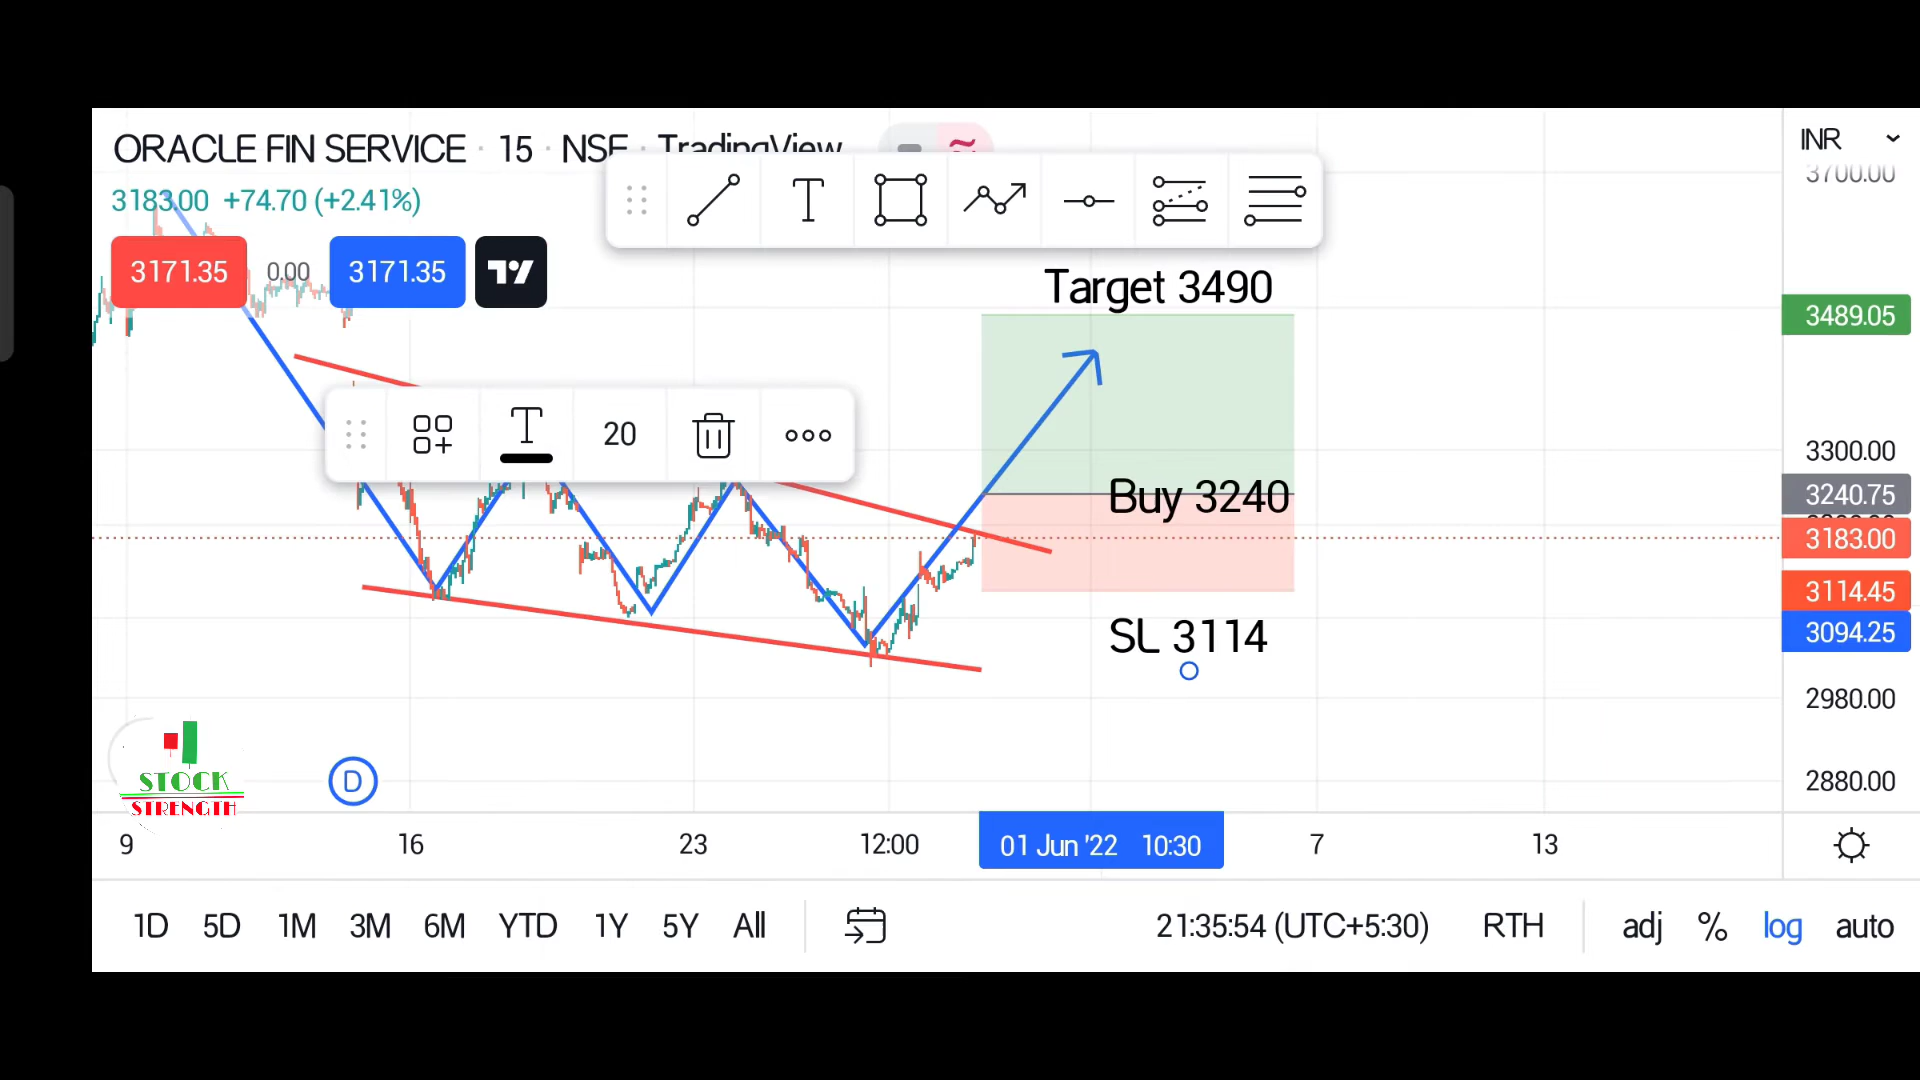 ORACLE FIN SERVICE · 15 · NSE · TradingView
INR
3700.00
3183.00 +74.70 (+2.41%)
T
3171.35 0.00 3171.35
Target 3490
3489.05
T 20
3300.00
Buy 3240
3240.75
3183.00
3114.45
SL 3114
3094.25
2980.00
STOCK
STRENGTH
D
2880.00
9 16 23 12:00 01 Jun '22 10:30 7 13
1D 5D 1M 3M 6M YTD 1Y 5Y All 21:35:54 (UTC+5:30) RTH adj % log auto